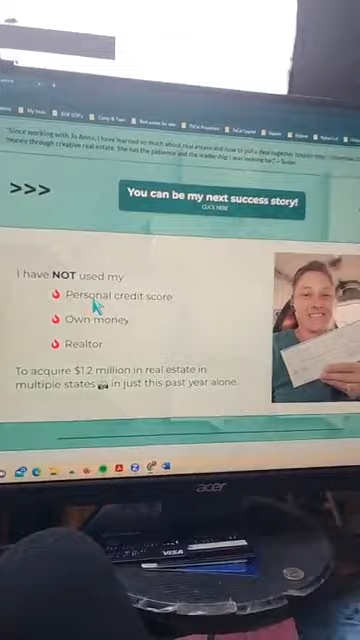 "Since working with Jo Anna, I have learned so much about real estate and how to put a deal together
money through creative real estate. She has the patience and the leadership I was looking for." - Susan
>>>
You can be my next success story!
CLICK HERE
I have NOT used my
Personal credit score
Own money
Realtor
To acquire $1.2 million in real estate in
multiple states in just this past year alone.
acer
VISA